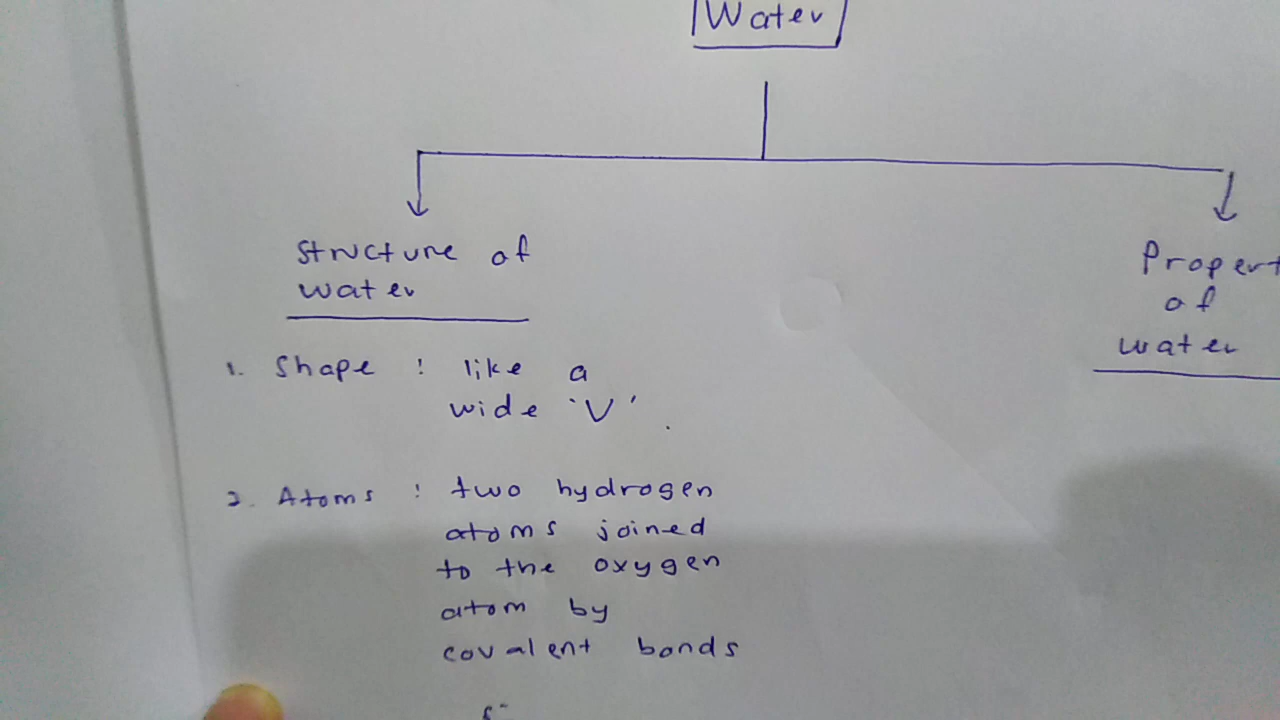 Water
Structure of
water
1. Shape : like a
wide 'V'.
2. Atoms : two hydrogen
atoms joined
to the oxygen
atom by
covalent bonds
Propert
of
water